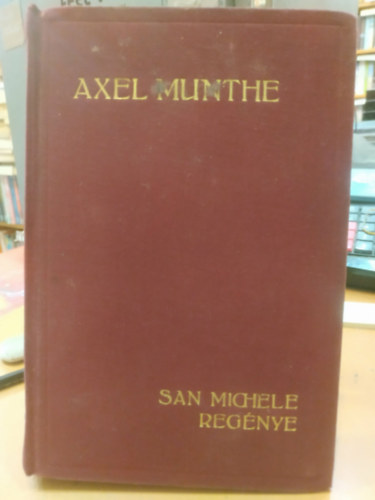 AXEL MUNTHE
SAN MICHELE
REGÉNYE